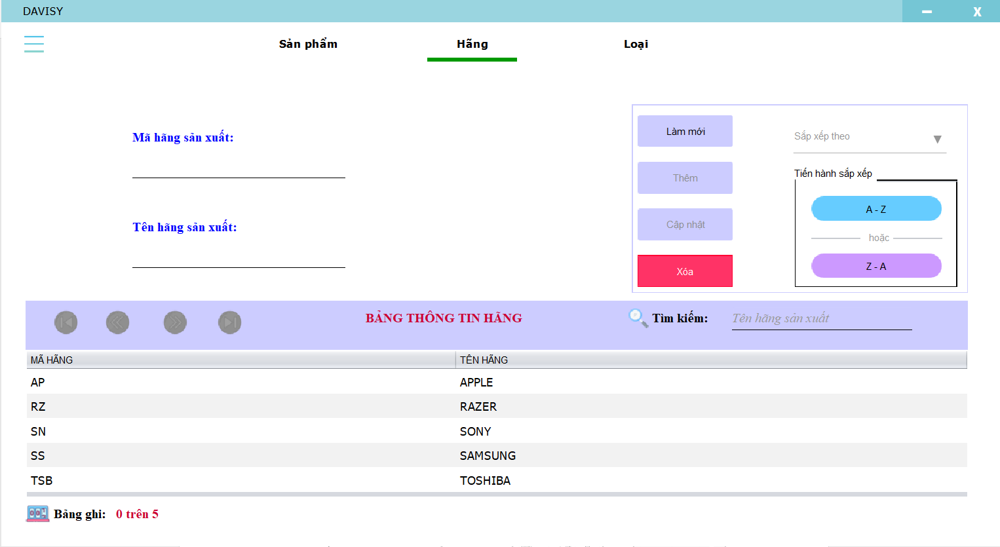 DAVISY
X
Sản phẩm
Hãng
Loại
Mã hãng sản xuất:
Tên hãng sản xuất:
Làm mới
Thêm
Cập nhật
Xóa
Sắp xếp theo
Tiến hành sắp xếp
A - Z
hoặc
Z - A
BẢNG THÔNG TIN HÃNG
Tìm kiếm:
Tên hãng sản xuất
MÃ HÃNG TÊN HÃNG
AP APPLE
RZ RAZER
SN SONY
SS SAMSUNG
TSB TOSHIBA
Bảng ghi: 0 trên 5